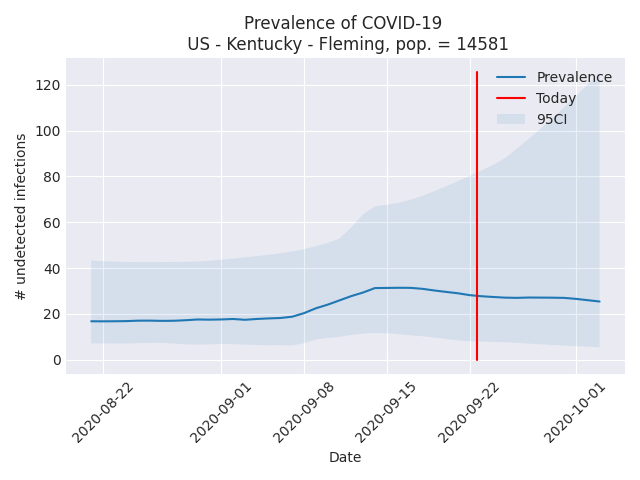 Prevalence of COVID-19
US - Kentucky - Fleming, pop. = 14581
Prevalence
Today
95CI
# undetected infections
120
100
80
60
40
20
0
2020-08-22
2020-09-01
2020-09-08
2020-09-15
2020-09-22
2020-10-01
Date